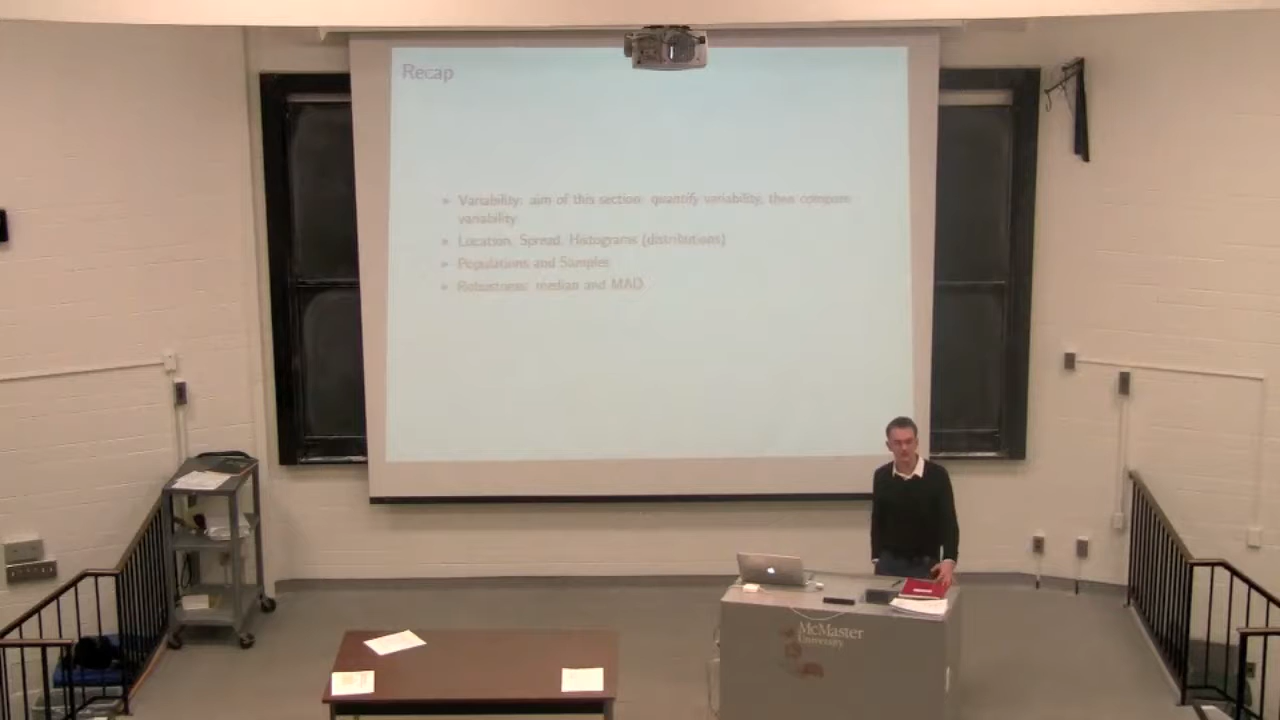 Recap
▸ Variability: aim of this section: quantify variability, thus compare
variability
▸ Location, Spread, Histograms (distributions)
▸ Populations and Samples
▸ Robustness: median and MAD
McMaster
University